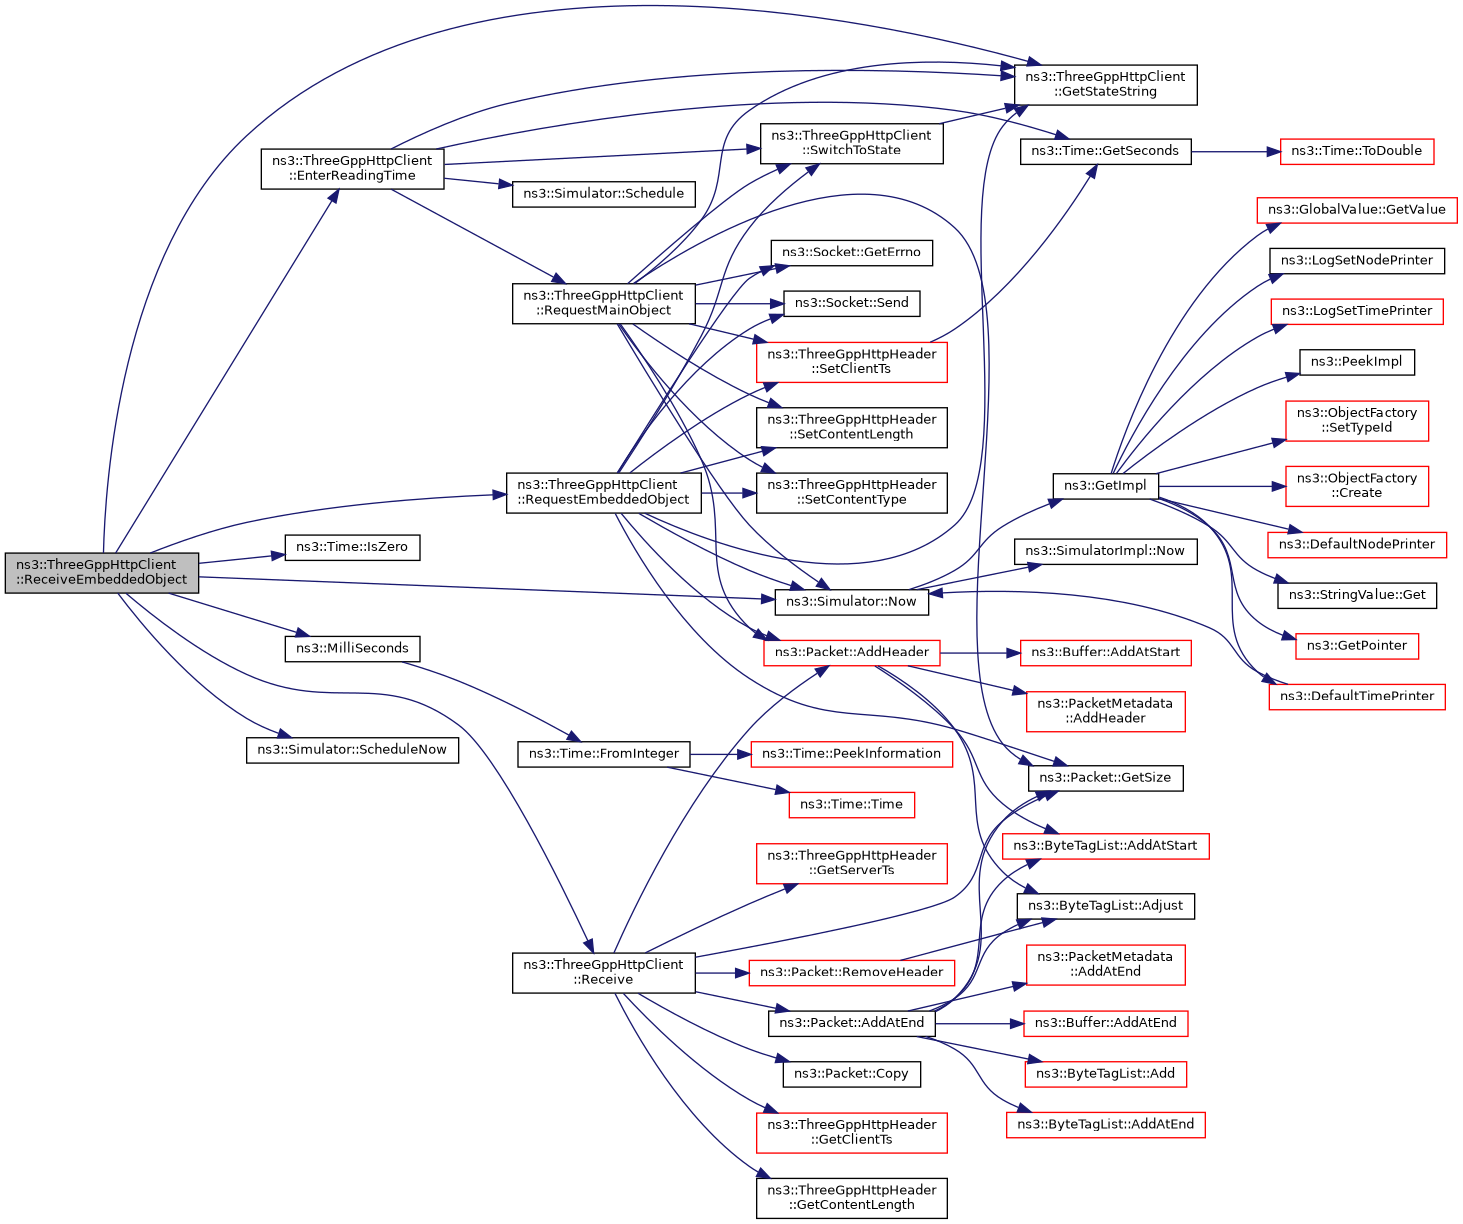 ns3::ThreeGppHttpClient
::ReceiveEmbeddedObject
ns3::ThreeGppHttpClient
::EnterReadingTime
ns3::ThreeGppHttpClient
::GetStateString
ns3::ThreeGppHttpClient
::SwitchToState
ns3::Time::GetSeconds
ns3::Time::ToDouble
ns3::Simulator::Schedule
ns3::ThreeGppHttpClient
::RequestMainObject
ns3::Socket::GetErrno
ns3::Socket::Send
ns3::ThreeGppHttpHeader
::SetClientTs
ns3::ThreeGppHttpHeader
::SetContentLength
ns3::ThreeGppHttpHeader
::SetContentType
ns3::ThreeGppHttpClient
::RequestEmbeddedObject
ns3::Time::IsZero
ns3::Simulator::Now
ns3::SimulatorImpl::Now
ns3::GetImpl
ns3::GlobalValue::GetValue
ns3::LogSetNodePrinter
ns3::LogSetTimePrinter
ns3::PeekImpl
ns3::ObjectFactory
::SetTypeId
ns3::ObjectFactory
::Create
ns3::DefaultNodePrinter
ns3::StringValue::Get
ns3::GetPointer
ns3::DefaultTimePrinter
ns3::MilliSeconds
ns3::Simulator::ScheduleNow
ns3::Time::FromInteger
ns3::Time::PeekInformation
ns3::Time::Time
ns3::Packet::AddHeader
ns3::Buffer::AddAtStart
ns3::PacketMetadata
::AddHeader
ns3::Packet::GetSize
ns3::ByteTagList::AddAtStart
ns3::ByteTagList::Adjust
ns3::ThreeGppHttpClient
::Receive
ns3::ThreeGppHttpHeader
::GetServerTs
ns3::Packet::RemoveHeader
ns3::Packet::AddAtEnd
ns3::PacketMetadata
::AddAtEnd
ns3::Buffer::AddAtEnd
ns3::ByteTagList::Add
ns3::ByteTagList::AddAtEnd
ns3::Packet::Copy
ns3::ThreeGppHttpHeader
::GetClientTs
ns3::ThreeGppHttpHeader
::GetContentLength